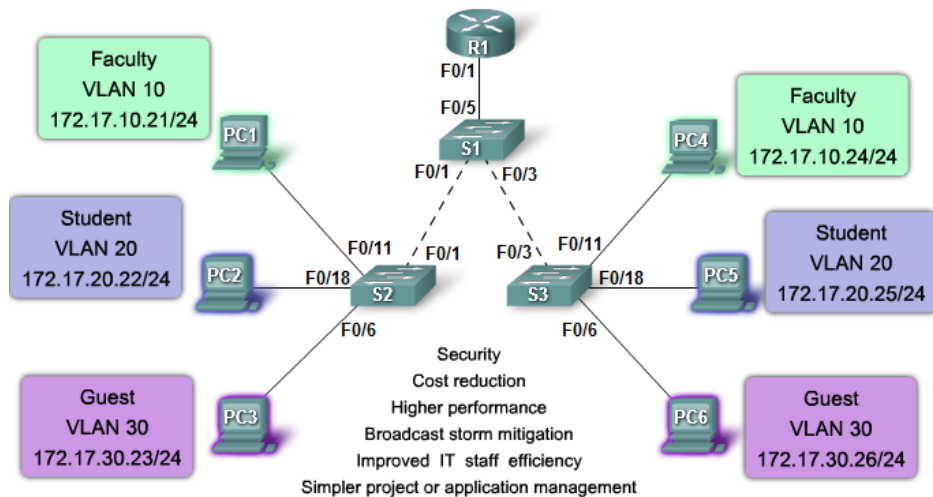 R1
F0/1
F0/5
S1
F0/1
F0/3
Faculty
VLAN 10
172.17.10.21/24
PC1
Student
VLAN 20
172.17.20.22/24
PC2
Guest
VLAN 30
172.17.30.23/24
PC3
F0/11
F0/1
F0/18
S2
F0/6
F0/3
F0/11
F0/18
S3
F0/6
PC4
Faculty
VLAN 10
172.17.10.24/24
PC5
Student
VLAN 20
172.17.20.25/24
PC6
Guest
VLAN 30
172.17.30.26/24
Security
Cost reduction
Higher performance
Broadcast storm mitigation
Improved IT staff efficiency
Simpler project or application management